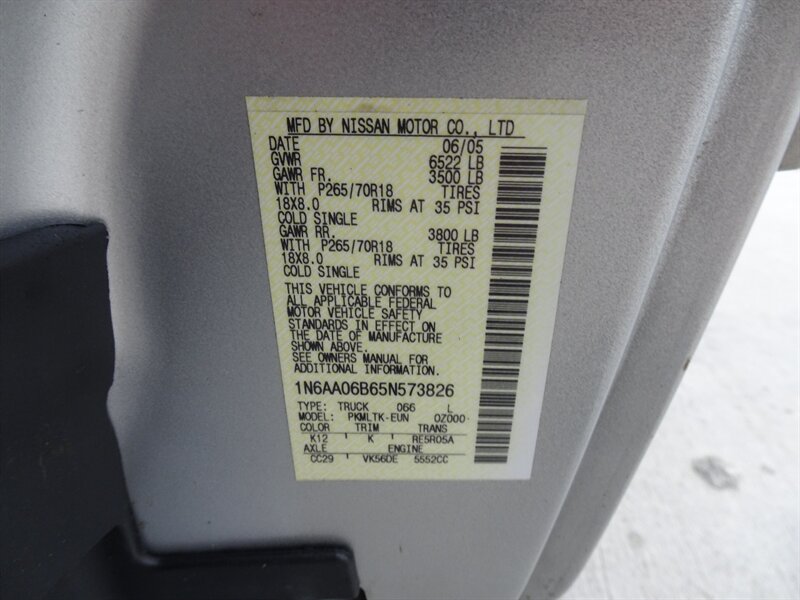 MFD BY NISSAN MOTOR CO., LTD
DATE 06/05
GVWR 6522 LB
GAWR FR. 3500 LB
WITH P265/70R18 TIRES
18X8.0 RIMS AT 35 PSI
COLD SINGLE
GAWR RR. 3800 LB
WITH P265/70R18 TIRES
18X8.0 RIMS AT 35 PSI
COLD SINGLE
THIS VEHICLE CONFORMS TO
ALL APPLICABLE FEDERAL
MOTOR VEHICLE SAFETY
STANDARDS IN EFFECT ON
THE DATE OF MANUFACTURE
SHOWN ABOVE.
SEE OWNERS MANUAL FOR
ADDITIONAL INFORMATION.
1N6AA06B65N573826
TYPE: TRUCK 066 L
MODEL: PKMLTK-EUN 0Z000
COLOR TRIM TRANS
K12 K RE5R05A
AXLE ENGINE
CC29 VK56DE 5552CC